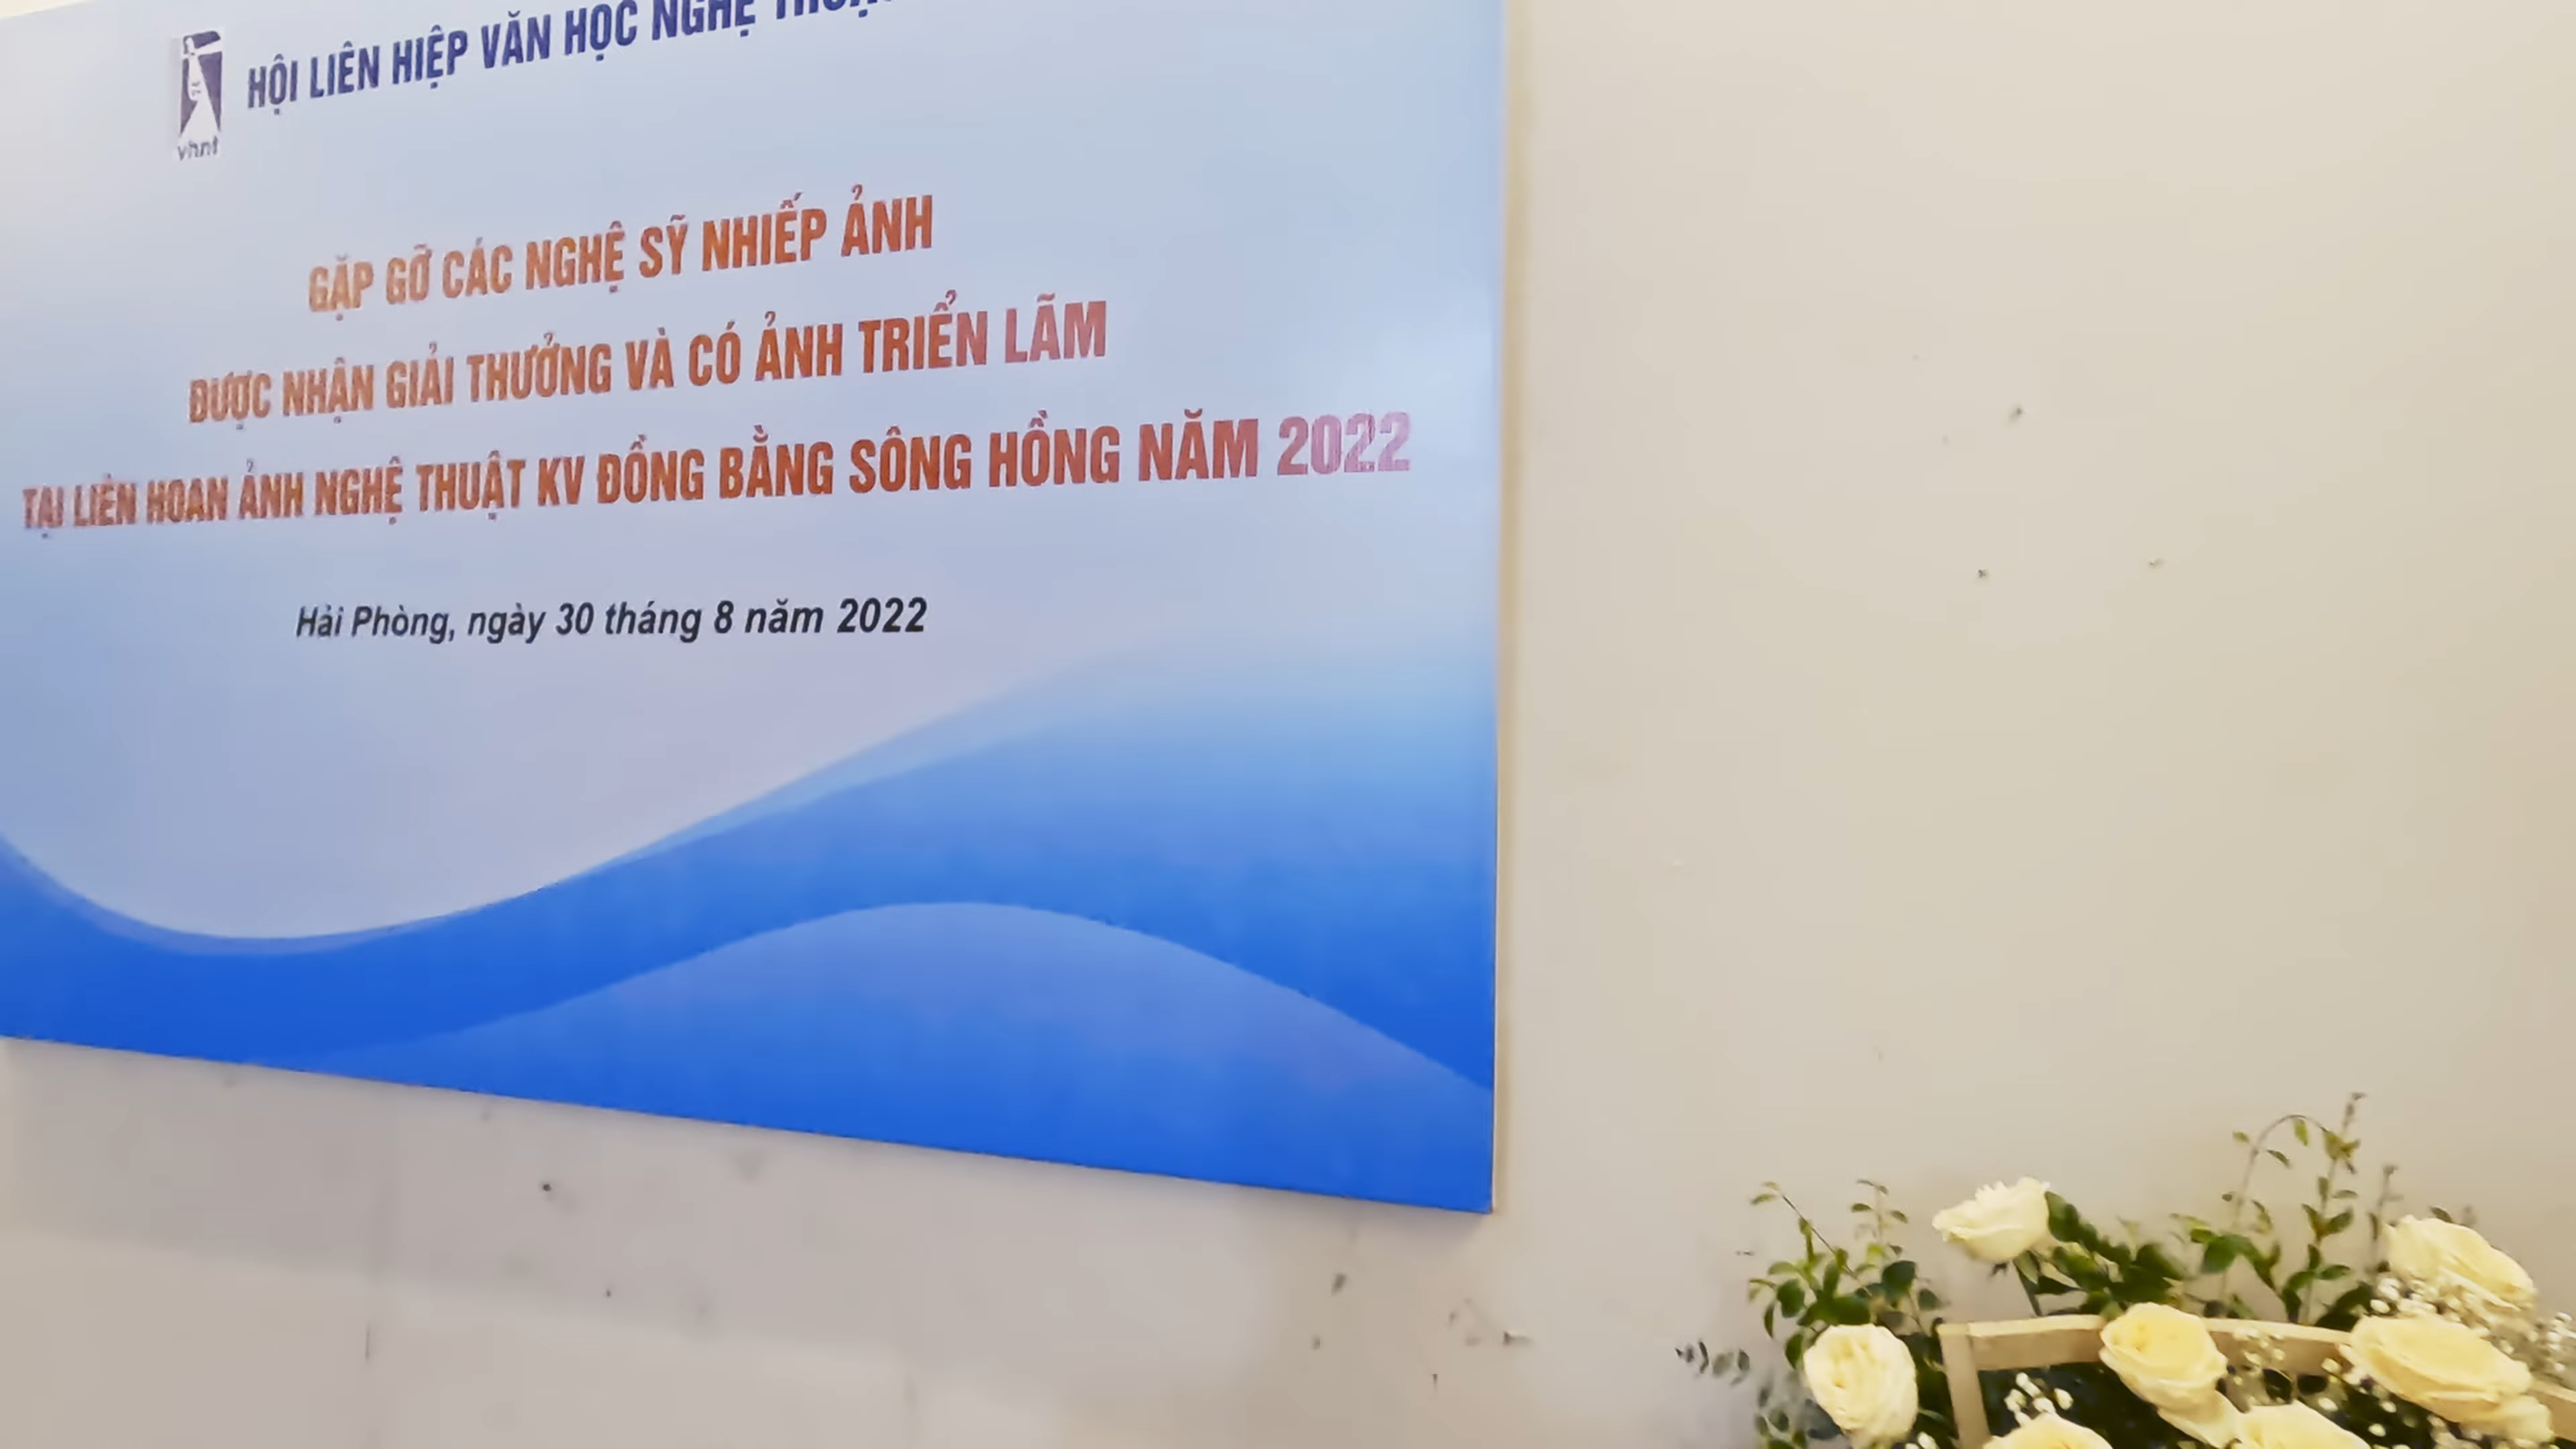 HỘI LIÊN HIỆP VĂN HỌC NGHỆ THUẬT
vhnt
GẶP GỠ CÁC NGHỆ SỸ NHIẾP ẢNH
ĐƯỢC NHẬN GIẢI THƯỞNG VÀ CÓ ẢNH TRIỂN LÃM
TẠI LIÊN HOAN ẢNH NGHỆ THUẬT KV ĐỒNG BẰNG SÔNG HỒNG NĂM 2022
Hải Phòng, ngày 30 tháng 8 năm 2022